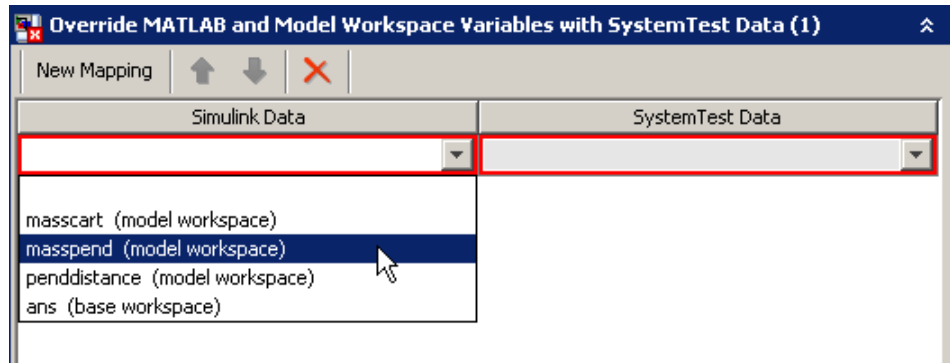 Override MATLAB and Model Workspace Variables with SystemTest Data (1)
New Mapping
Simulink Data SystemTest Data
masscart (model workspace)
masspend (model workspace)
penddistance (model workspace)
ans (base workspace)